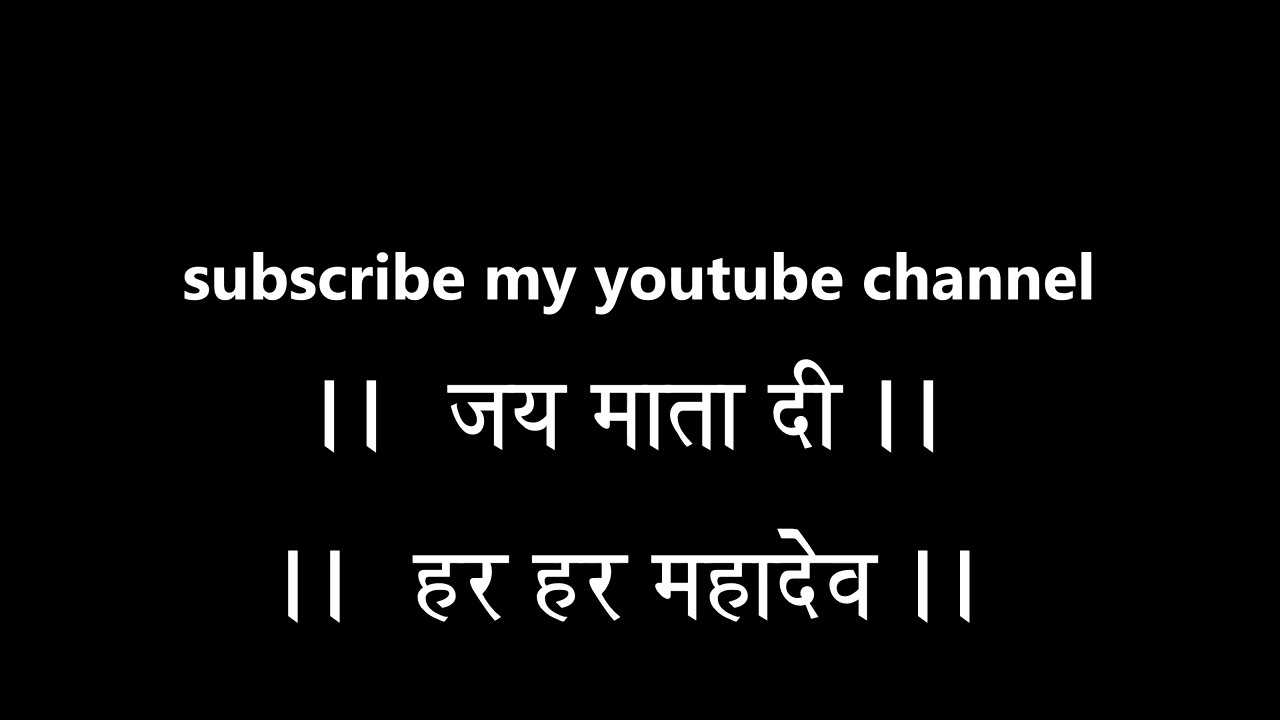 subscribe my youtube channel
।। जय माता दी ।।
।। हर हर महादेव ।।